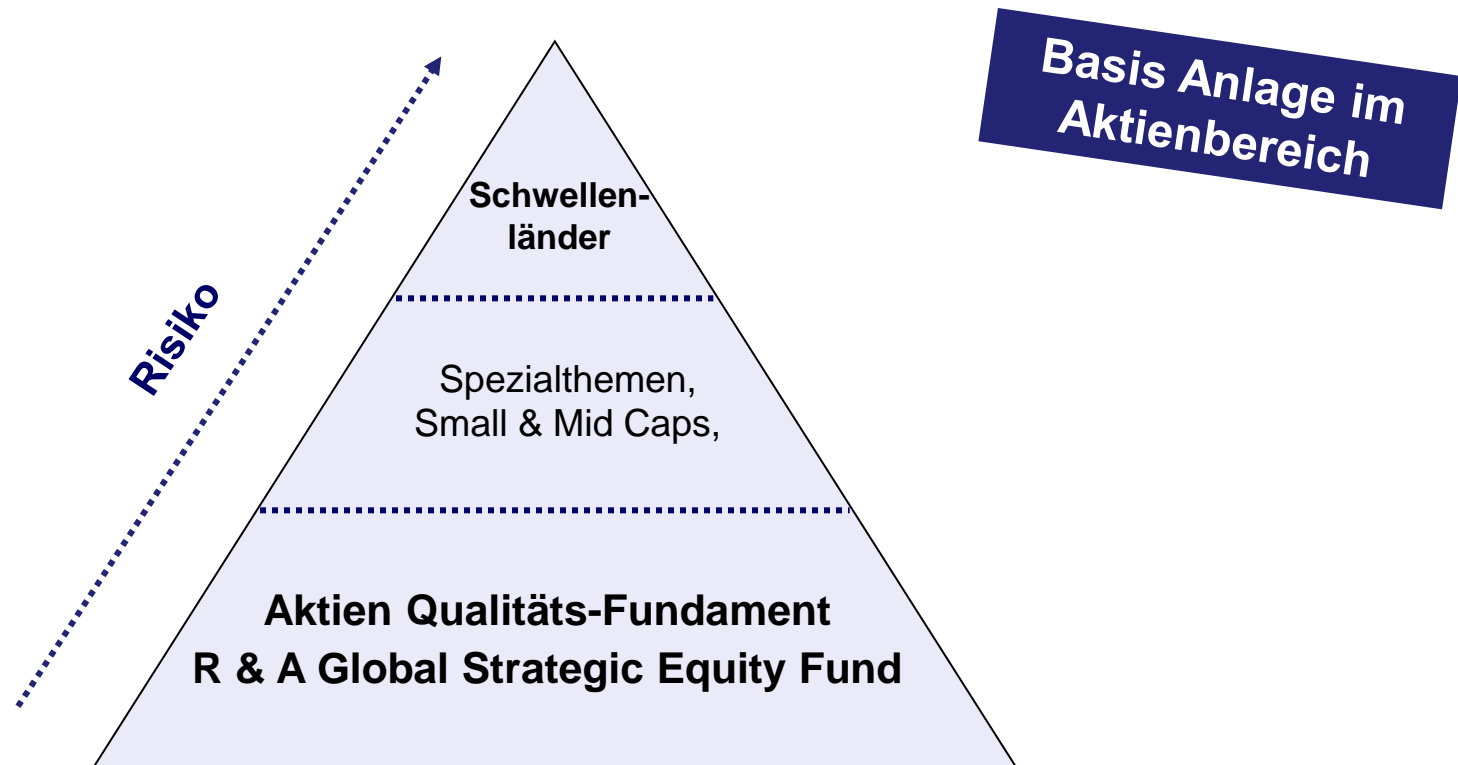 Basis Anlage im
Aktienbereich
Schwellen-
länder
Risiko
Spezialthemen,
Small & Mid Caps,
Aktien Qualitäts-Fundament
R & A Global Strategic Equity Fund